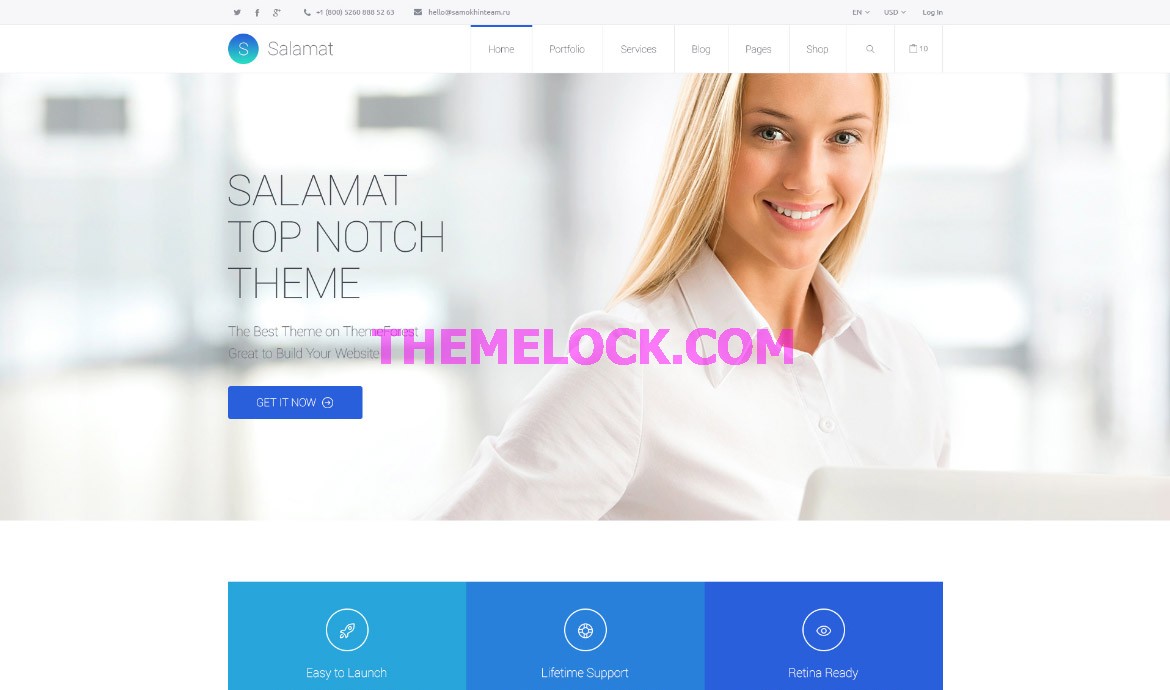 +1 (800) 5260 888 52 63 hello@samokhinteam.ru EN USD Log In
S Salamat Home Portfolio Services Blog Pages Shop 10
SALAMAT
TOP NOTCH
THEME
The Best Theme on ThemeForest
Great to Build Your Website
THEMELOCK.COM
GET IT NOW
Easy to Launch Lifetime Support Retina Ready